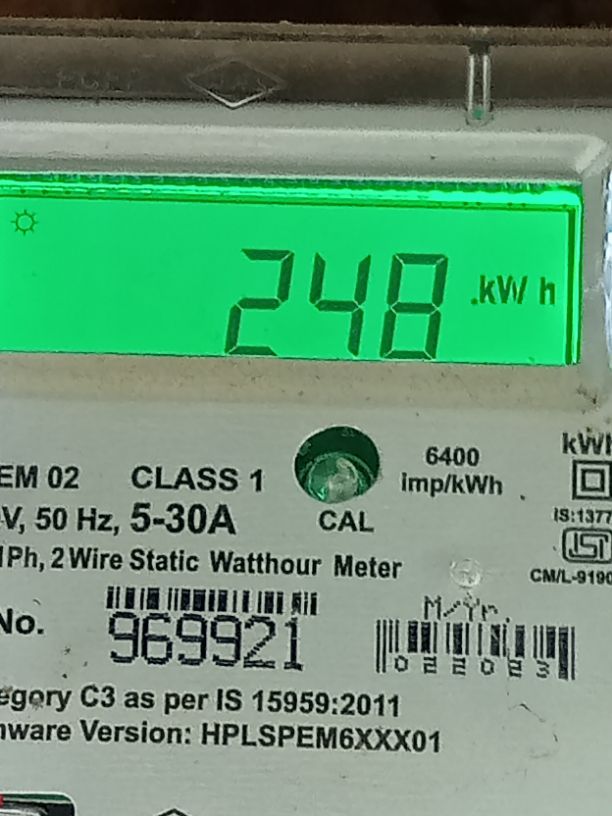 248 .kW h
kWh
EM 02 CLASS 1
6400
imp/kWh
V, 50 Hz, 5-30A
CAL
IS:1377
ISI
1Ph, 2 Wire Static Watthour Meter
CM/L-9190
M/Yr.
No. 969921
022023
egory C3 as per IS 15959:2011
mware Version: HPLSPEM6XXX01